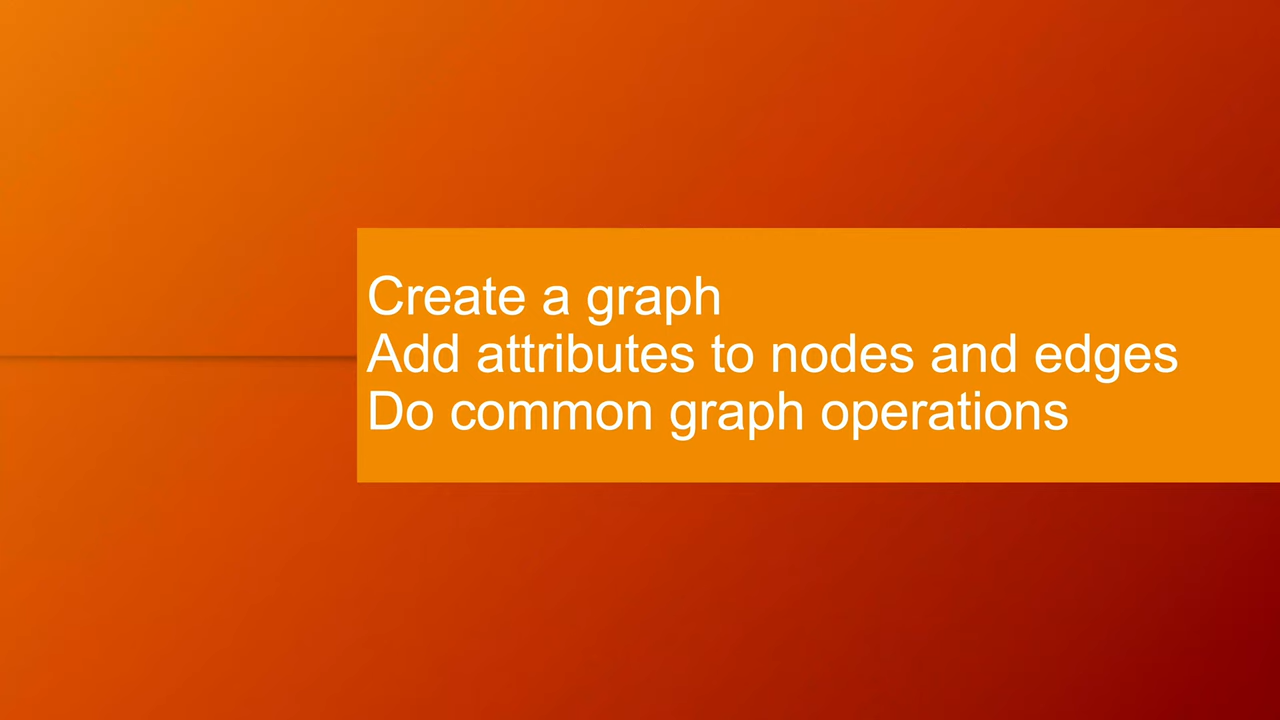 Create a graph
Add attributes to nodes and edges
Do common graph operations